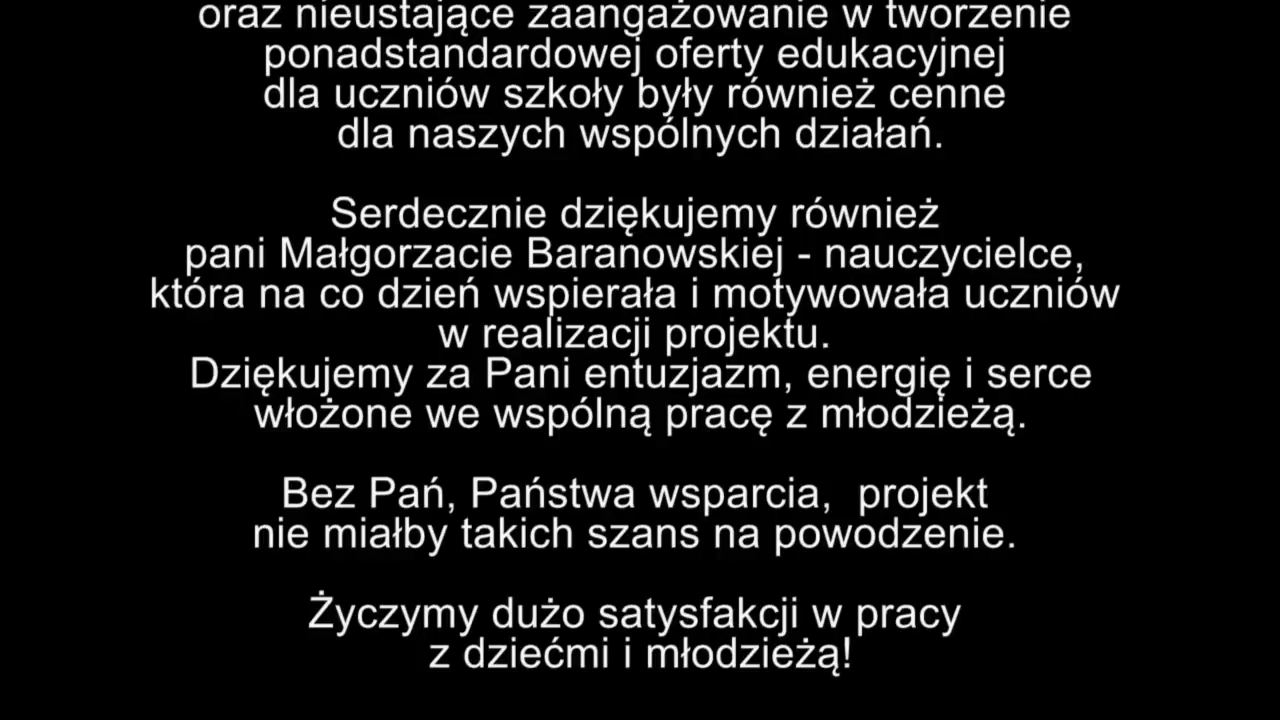 oraz nieustające zaangażowanie w tworzenie
ponadstandardowej oferty edukacyjnej
dla uczniów szkoły były również cenne
dla naszych wspólnych działań.
Serdecznie dziękujemy również
pani Małgorzacie Baranowskiej - nauczycielce,
która na co dzień wspierała i motywowała uczniów
w realizacji projektu.
Dziękujemy za Pani entuzjazm, energię i serce
włożone we wspólną pracę z młodzieżą.
Bez Pań, Państwa wsparcia,  projekt
nie miałby takich szans na powodzenie.
Życzymy dużo satysfakcji w pracy
z dziećmi i młodzieżą!